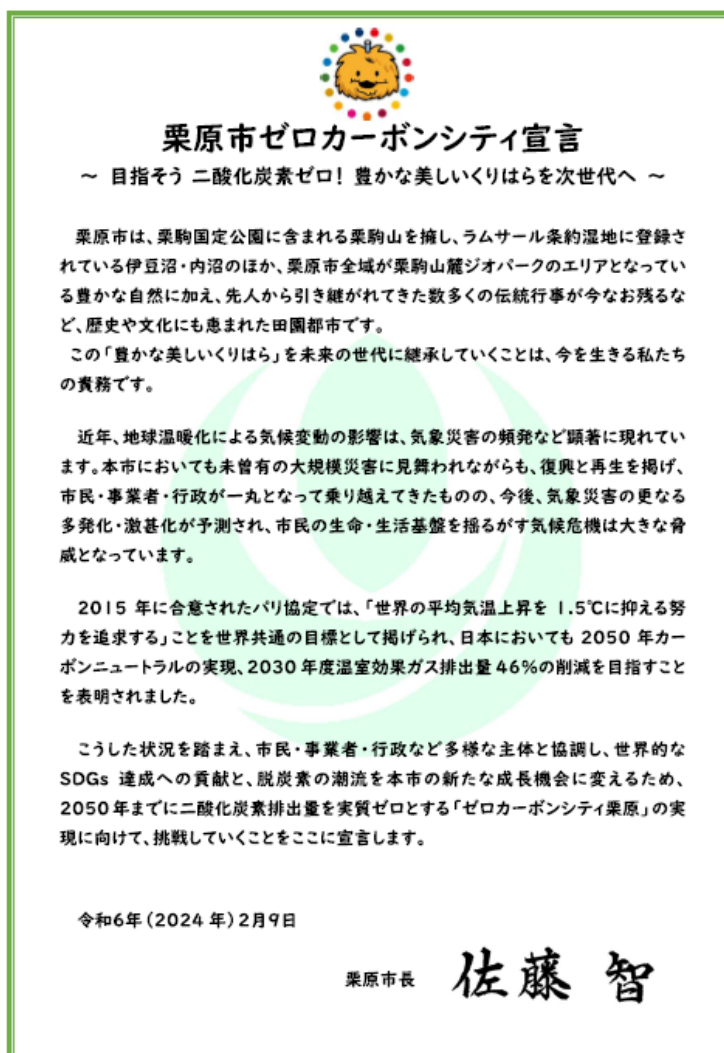 栗原市ゼロカーボンシティ宣言
～ 目指そう 二酸化炭素ゼロ! 豊かな美しいくりはらを次世代へ ～
栗原市は、栗駒国定公園に含まれる栗駒山を擁し、ラムサール条約湿地に登録さ
れている伊豆沼・内沼のほか、栗原市全域が栗駒山麓ジオパークのエリアとなってい
る豊かな自然に加え、先人から引き継がれてきた数多くの伝統行事が今なお残るな
ど、歴史や文化にも恵まれた田園都市です。
この「豊かな美しいくりはら」を未来の世代に継承していくことは、今を生きる私たち
の責務です。
近年、地球温暖化による気候変動の影響は、気象災害の頻発など顕著に現れてい
ます。本市においても未曾有の大規模災害に見舞われながらも、復興と再生を掲げ、
市民・事業者・行政が一丸となって乗り越えてきたものの、今後、気象災害の更なる
多発化・激甚化が予測され、市民の生命・生活基盤を揺るがす気候危機は大きな脅
威となっています。
2015 年に合意されたパリ協定では、「世界の平均気温上昇を 1.5℃に抑える努
力を追求する」ことを世界共通の目標として掲げられ、日本においても 2050 年カー
ボンニュートラルの実現、2030 年度温室効果ガス排出量 46%の削減を目指すこと
を表明されました。
こうした状況を踏まえ、市民・事業者・行政など多様な主体と協調し、世界的な
SDGs 達成への貢献と、脱炭素の潮流を本市の新たな成長機会に変えるため、
2050年までに二酸化炭素排出量を実質ゼロとする「ゼロカーボンシティ栗原」の実
現に向けて、挑戦していくことをここに宣言します。
令和6年(2024 年)2月9日
栗原市長 佐藤 智